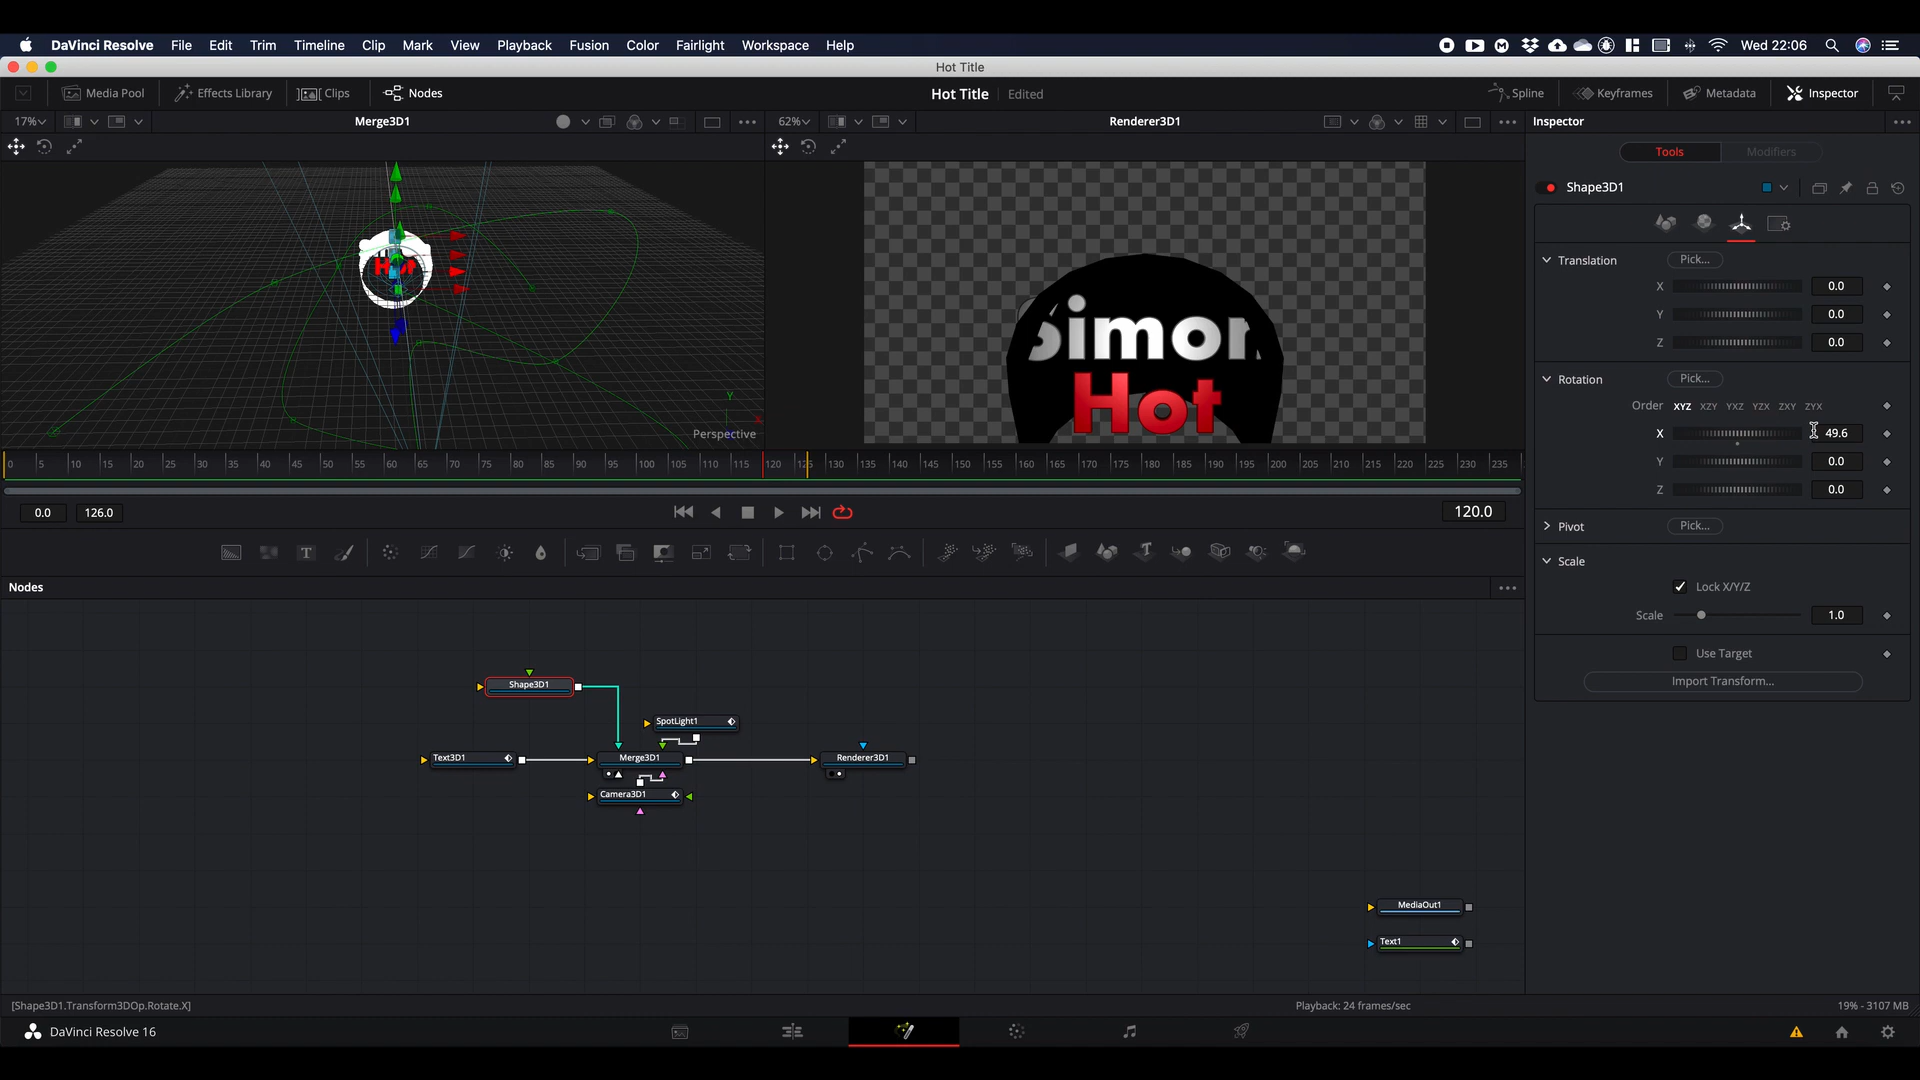 DaVinci Resolve File Edit Trim Timeline Clip Mark View Playback Fusion Color Fairlight Workspace Help Wed 22:06
Hot Title
Media Pool Effects Library Clips Nodes Hot Title Edited Spline Keyframes Metadata Inspector
17% Merge3D1 62% Renderer3D1 Inspector
Tools Modifiers
Shape3D1
Translation Pick...
X 0.0
Y 0.0
Z 0.0
Simon
Hot
Hot
Y
Perspective
Rotation Pick...
Order XYZ XZY YXZ YZX ZXY ZYX
X 49.6
Y 0.0
Z 0.0
0 5 10 15 20 25 30 35 40 45 50 55 60 65 70 75 80 85 90 95 100 105 110 115 120 125 130 135 140 145 150 155 160 165 170 175 180 185 190 195 200 205 210 215 220 225 230 235
0.0 126.0 120.0
Pivot Pick...
Scale
Lock X/Y/Z
Scale 1.0
Use Target
Import Transform...
Nodes
Shape3D1
SpotLight1
Text3D1 Merge3D1 Renderer3D1
Camera3D1
MediaOut1
Text1
[Shape3D1.Transform3DOp.Rotate.X] Playback: 24 frames/sec 19% - 3107 MB
DaVinci Resolve 16